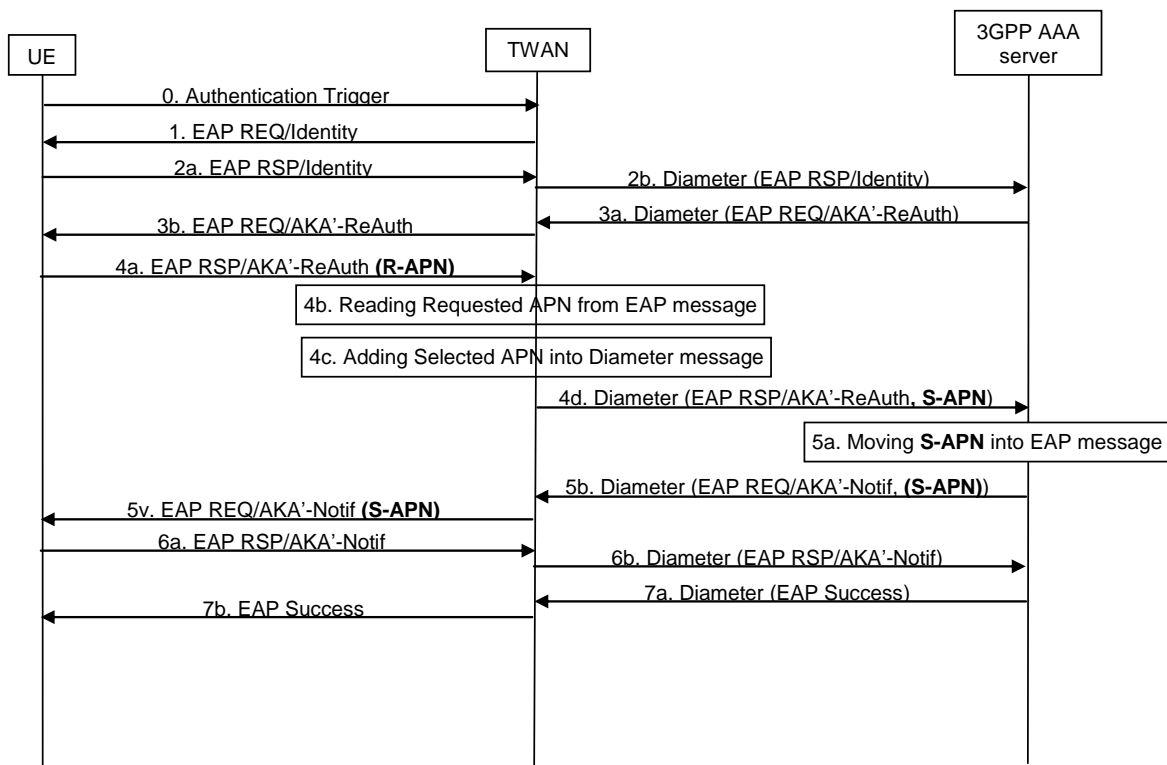 UE
TWAN
3GPP AAA
server
0. Authentication Trigger
1. EAP REQ/Identity
2a. EAP RSP/Identity
2b. Diameter (EAP RSP/Identity)
3a. Diameter (EAP REQ/AKA’-ReAuth)
3b. EAP REQ/AKA’-ReAuth
4a. EAP RSP/AKA’-ReAuth (R-APN)
4b. Reading Requested APN from EAP message
4c. Adding Selected APN into Diameter message
4d. Diameter (EAP RSP/AKA’-ReAuth, S-APN)
5a. Moving S-APN into EAP message
5b. Diameter (EAP REQ/AKA’-Notif, (S-APN))
5v. EAP REQ/AKA’-Notif (S-APN)
6a. EAP RSP/AKA’-Notif
6b. Diameter (EAP RSP/AKA’-Notif)
7a. Diameter (EAP Success)
7b. EAP Success